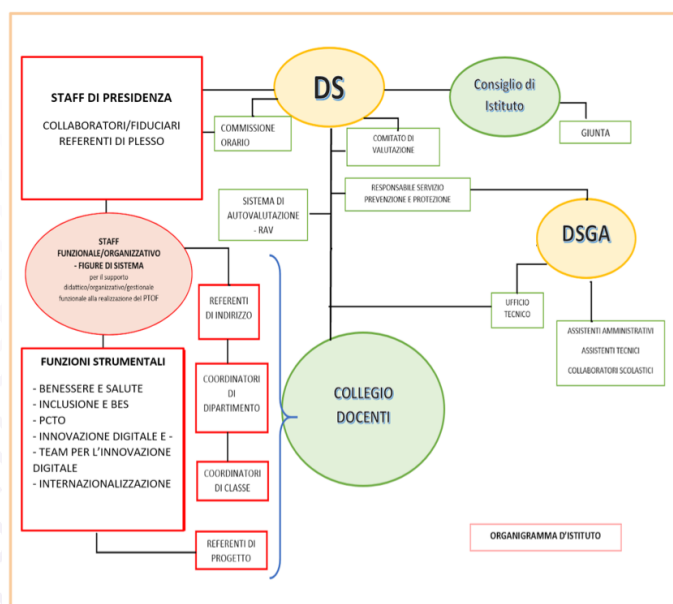 STAFF DI PRESIDENZA
COLLABORATORI/FIDUCIARI
REFERENTI DI PLESSO
DS
Consiglio di
Istituto
COMMISSIONE
ORARIO
COMITATO DI
VALUTAZIONE
GIUNTA
SISTEMA DI
AUTOVALUTAZIONE
- RAV
RESPONSABILE SERVIZIO
PREVENZIONE E PROTEZIONE
DSGA
STAFF
FUNZIONALE/ORGANIZZATIVO
- FIGURE DI SISTEMA
per il supporto
didattico/organizzativo/gestionale
funzionale alla realizzazione del PTOF
REFERENTI
DI INDIRIZZO
UFFICIO
TECNICO
ASSISTENTI AMMINISTRATIVI
ASSISTENTI TECNICI
COLLABORATORI SCOLASTICI
FUNZIONI STRUMENTALI
- BENESSERE E SALUTE
- INCLUSIONE E BES
- PCTO
- INNOVAZIONE DIGITALE E -
- TEAM PER L'INNOVAZIONE
DIGITALE
- INTERNAZIONALIZZAZIONE
COORDINATORI
DI
DIPARTIMENTO
COLLEGIO
DOCENTI
COORDINATORI
DI CLASSE
REFERENTI DI
PROGETTO
ORGANIGRAMMA D'ISTITUTO